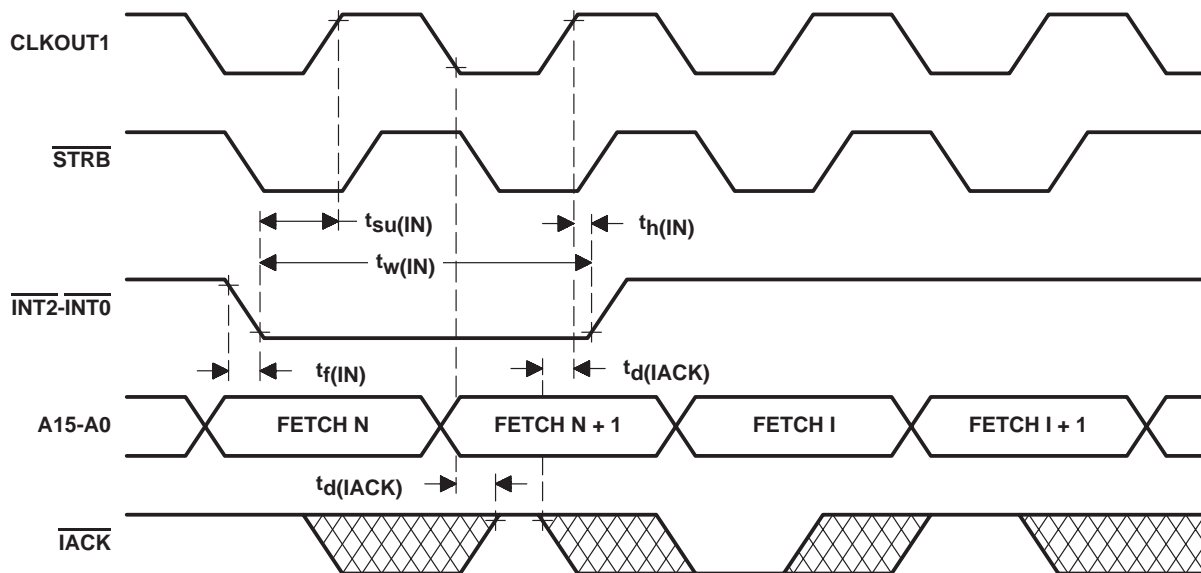 CLKOUT1
STRB
tsu(IN)
th(IN)
tw(IN)
INT2-INT0
tf(IN)
td(IACK)
A15-A0
FETCH N
FETCH N + 1
FETCH I
FETCH I + 1
td(IACK)
IACK